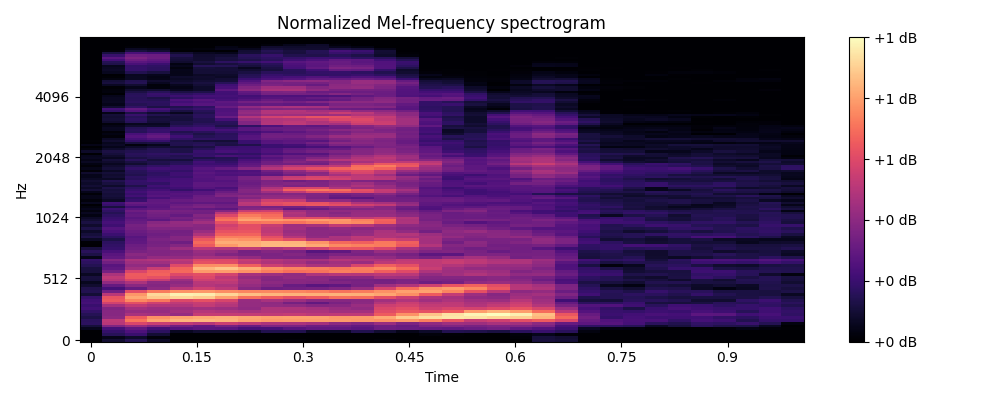 Normalized Mel-frequency spectrogram
Hz
4096
2048
1024
512
0
0
0.15
0.3
0.45
0.6
0.75
0.9
Time
+1 dB
+1 dB
+1 dB
+0 dB
+0 dB
+0 dB